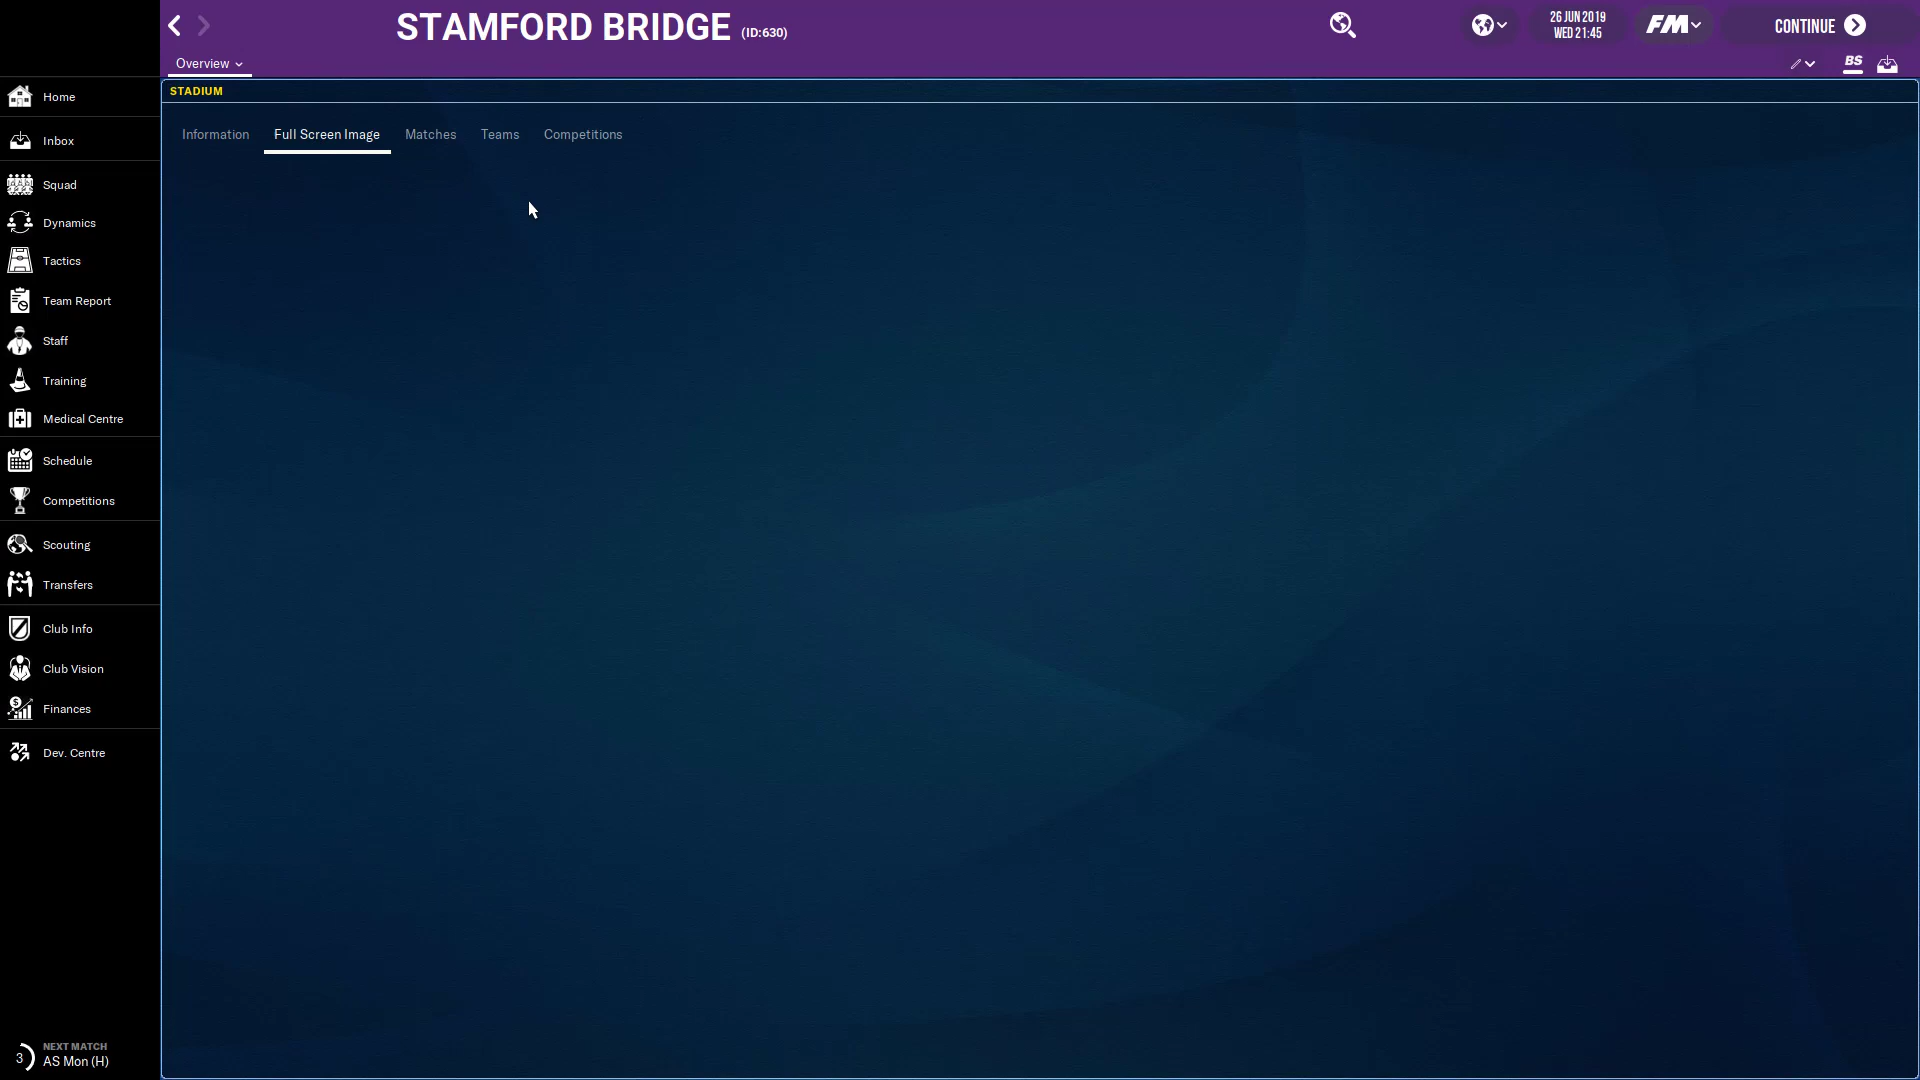 STAMFORD BRIDGE (ID:630)
26 JUN 2019
WED 21:45
FM
CONTINUE
Overview
BS
STADIUM
Information
Full Screen Image
Matches
Teams
Competitions
Home
Inbox
Squad
Dynamics
Tactics
Team Report
Staff
Training
Medical Centre
Schedule
Competitions
Scouting
Transfers
Club Info
Club Vision
Finances
Dev. Centre
3
NEXT MATCH
AS Mon (H)